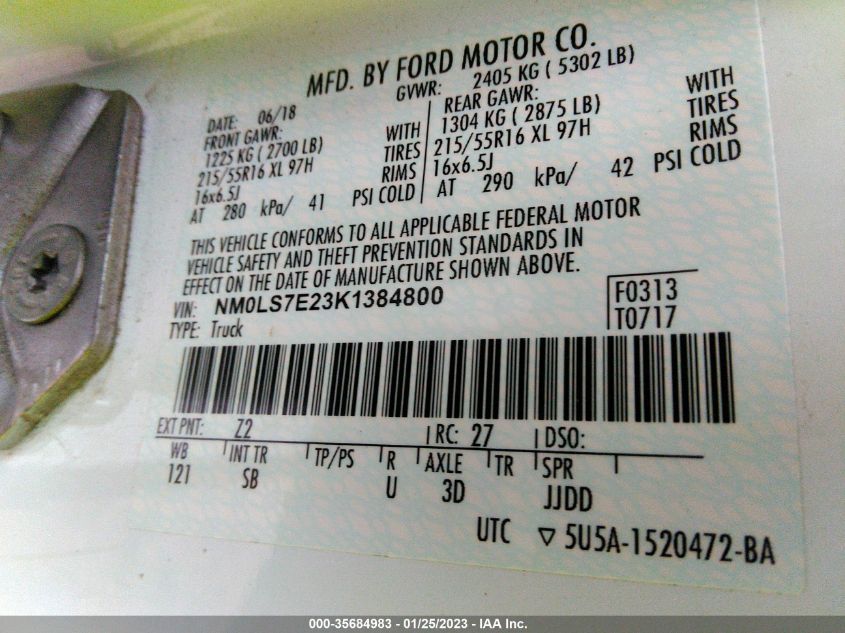 MFD. BY FORD MOTOR CO.
DATE: 06/18
GVWR: 2405 KG ( 5302 LB)
FRONT GAWR:
1225 KG ( 2700 LB) WITH
215/55R16 XL 97H TIRES
16x6.5J RIMS
AT 280 kPa/ 41 PSI COLD
REAR GAWR:
1304 KG ( 2875 LB) WITH
215/55R16 XL 97H TIRES
16x6.5J RIMS
AT 290 kPa/ 42 PSI COLD
THIS VEHICLE CONFORMS TO ALL APPLICABLE FEDERAL MOTOR
VEHICLE SAFETY AND THEFT PREVENTION STANDARDS IN
EFFECT ON THE DATE OF MANUFACTURE SHOWN ABOVE.
VIN: NM0LS7E23K1384800
TYPE: Truck
F0313
T0717
EXT PNT: Z2 RC: 27 DSO:
WB INT TR TP/PS R AXLE TR SPR
121 SB U 3D JJDD
UTC ▽ 5U5A-1520472-BA
000-35684983 - 01/25/2023 - IAA Inc.